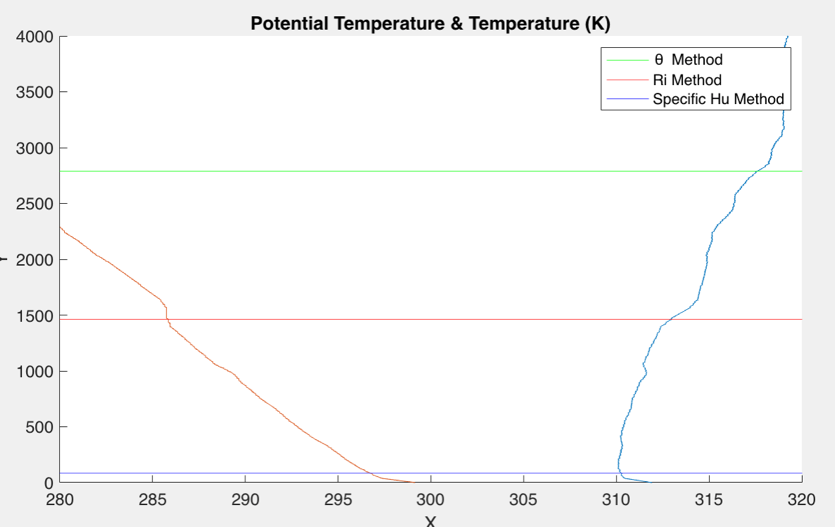 Potential Temperature & Temperature (K)
4000
3500
3000
2500
2000
1500
1000
500
0
θ Method
Ri Method
Specific Hu Method
280 285 290 295 300 305 310 315 320
X